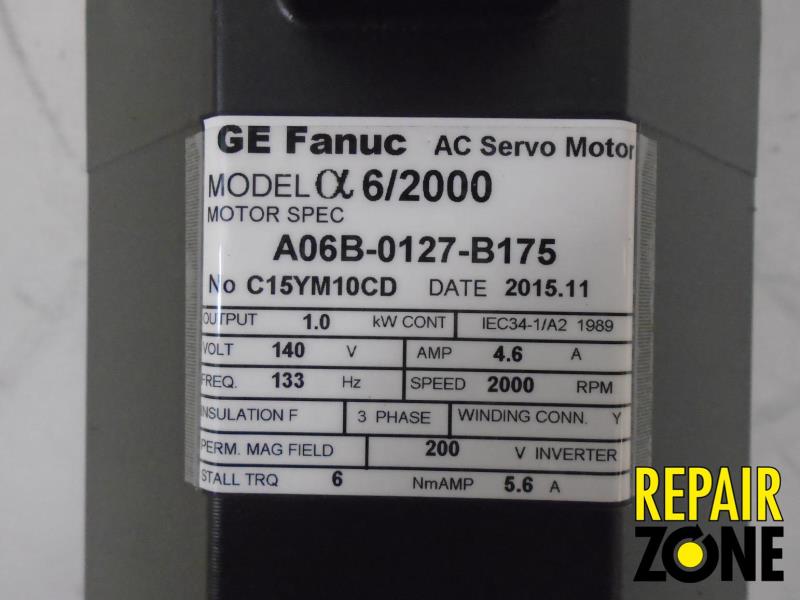 GE Fanuc AC Servo Motor
MODEL α 6/2000
MOTOR SPEC
A06B-0127-B175
No C15YM10CD DATE 2015.11
OUTPUT 1.0 kW CONT IEC34-1/A2 1989
VOLT 140 V AMP 4.6 A
FREQ. 133 Hz SPEED 2000 RPM
INSULATION F 3 PHASE WINDING CONN. Y
PERM. MAG FIELD 200 V INVERTER
STALL TRQ 6 NmAMP 5.6 A
REPAIR
ZONE